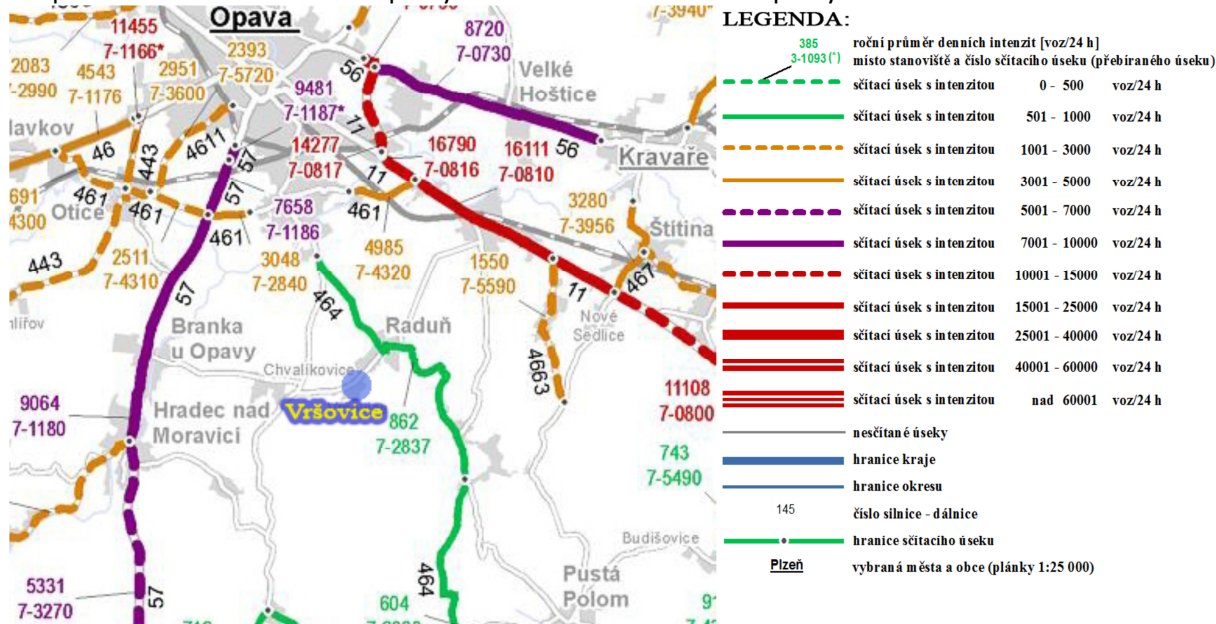 Opava
11455
7-1166*
2083
7-2990
4543
7-1176
2951
7-3600
2393
7-5720
9481
7-1187*
56
8720
7-0730
7-3940*
Velké
Hoštice
11
14277
7-0817
16790
7-0816
16111
7-0810
56
Kravaře
lavkov
46
443
4611
57
57
461
461
461
11
461
691
4300
Otice
443
2511
7-4310
57
7658
7-1186
3048
7-2840
4985
7-4320
1550
7-5590
3280
7-3956
Štítina
467
11
Nové
Sedlice
4663
464
Raduň
Branka
u Opavy
Chvalíkovice
Vršovice
862
7-2837
9064
7-1180
Hradec nad
Moravicí
11108
7-0800
743
7-5490
Budišovice
Pustá
Polom
5331
7-3270
57
464
604
LEGENDA:
385
3-1093 (*)
roční průměr denních intenzit [voz/24 h]
místo stanoviště a číslo sčítacího úseku (přebíraného úseku)
sčítací úsek s intenzitou 0 - 500 voz/24 h
sčítací úsek s intenzitou 501 - 1000 voz/24 h
sčítací úsek s intenzitou 1001 - 3000 voz/24 h
sčítací úsek s intenzitou 3001 - 5000 voz/24 h
sčítací úsek s intenzitou 5001 - 7000 voz/24 h
sčítací úsek s intenzitou 7001 - 10000 voz/24 h
sčítací úsek s intenzitou 10001 - 15000 voz/24 h
sčítací úsek s intenzitou 15001 - 25000 voz/24 h
sčítací úsek s intenzitou 25001 - 40000 voz/24 h
sčítací úsek s intenzitou 40001 - 60000 voz/24 h
sčítací úsek s intenzitou nad 60001 voz/24 h
nesčítané úseky
hranice kraje
hranice okresu
145 číslo silnice - dálnice
hranice sčítacího úseku
Plzeň vybraná města a obce (plánky 1:25 000)